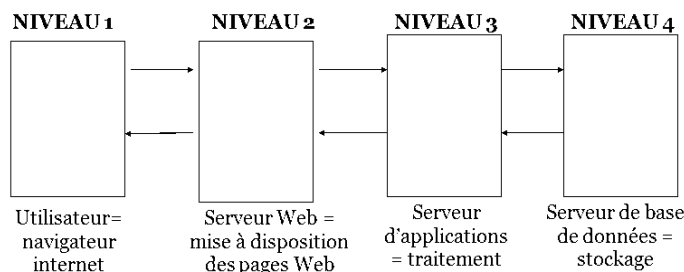 NIVEAU 1
NIVEAU 2
NIVEAU 3
NIVEAU 4
Utilisateur=
navigateur
internet
Serveur Web =
mise à disposition
des pages Web
Serveur
d'applications
= traitement
Serveur de base
de données =
stockage